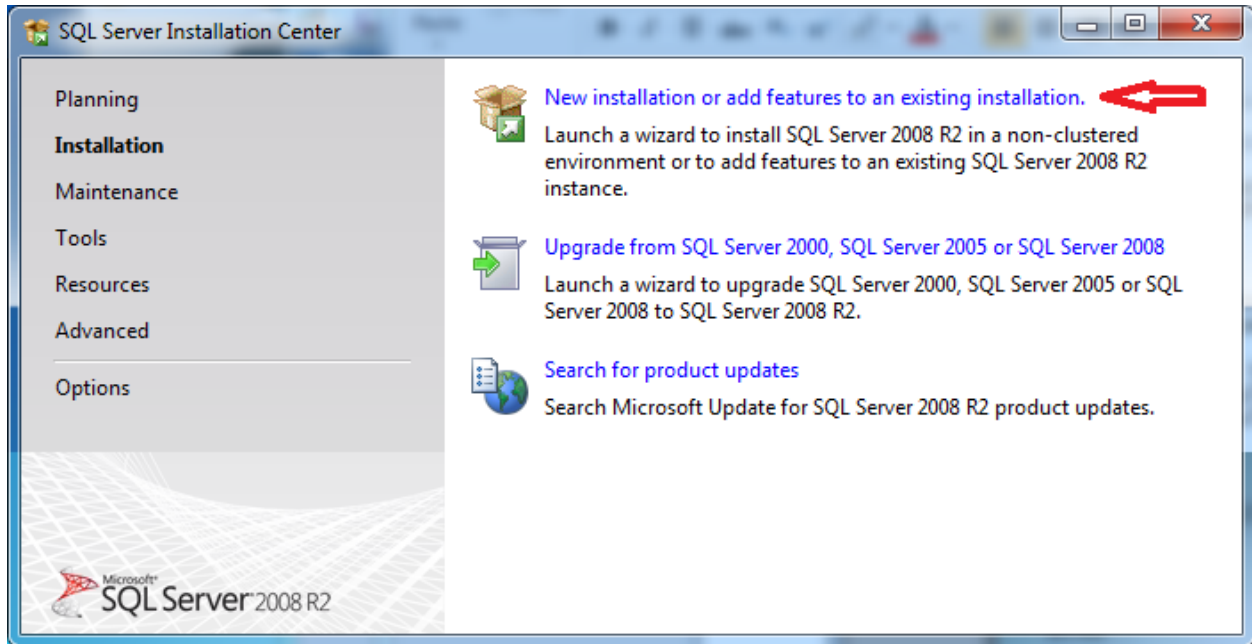 SQL Server Installation Center
Planning
Installation
Maintenance
Tools
Resources
Advanced
Options
New installation or add features to an existing installation.
Launch a wizard to install SQL Server 2008 R2 in a non-clustered
environment or to add features to an existing SQL Server 2008 R2
instance.
Upgrade from SQL Server 2000, SQL Server 2005 or SQL Server 2008
Launch a wizard to upgrade SQL Server 2000, SQL Server 2005 or SQL
Server 2008 to SQL Server 2008 R2.
Search for product updates
Search Microsoft Update for SQL Server 2008 R2 product updates.
Microsoft®
SQL Server® 2008 R2